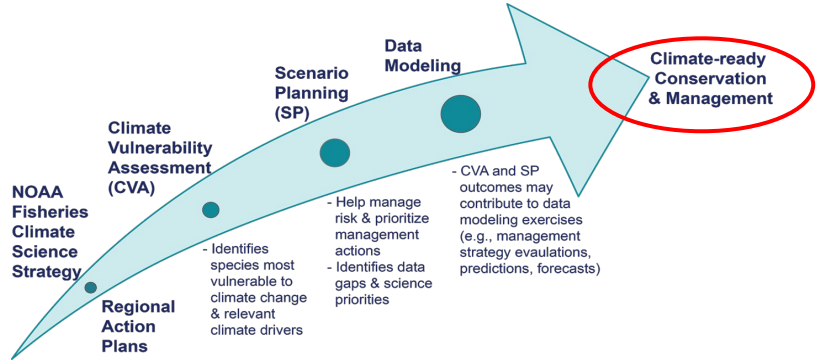 NOAA
Fisheries
Climate
Science
Strategy
Regional
Action
Plans
Climate
Vulnerability
Assessment
(CVA)
- Identifies
species most
vulnerable to
climate change
& relevant
climate drivers
Scenario
Planning
(SP)
- Help manage
risk & prioritize
management
actions
- Identifies data
gaps & science
priorities
Data
Modeling
- CVA and SP
outcomes may
contribute to data
modeling exercises
(e.g., management
strategy evaulations,
predictions, forecasts)
Climate-ready
Conservation
& Management